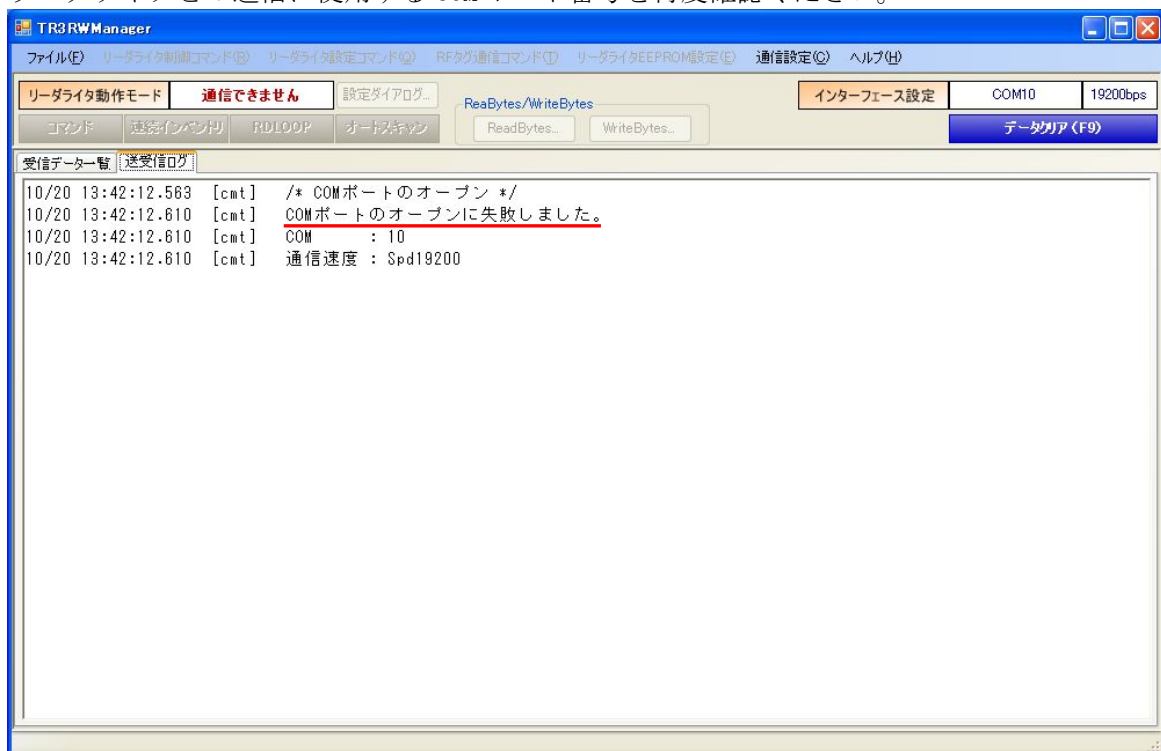 TR3RWManager
ファイル(F) リーダライタ制御コマンド(R) リーダライタ設定コマンド(Q) RFタグ通信コマンド(T) リーダライタEEPROM設定(E) 通信設定(C) ヘルプ(H)
リーダライタ動作モード 通信できません 設定ダイアログ... ReaBytes/WriteBytes インターフェース設定 COM10 19200bps
コマンド 連続インベントリ RDLOOP オートスキャン ReadBytes... WriteBytes... データクリア(F9)
受信データ一覧 送受信ログ
10/20 13:42:12.563 [cmt] /* COMポートのオープン */
10/20 13:42:12.610 [cmt] COMポートのオープンに失敗しました。
10/20 13:42:12.610 [cmt] COM : 10
10/20 13:42:12.610 [cmt] 通信速度 : Spd19200